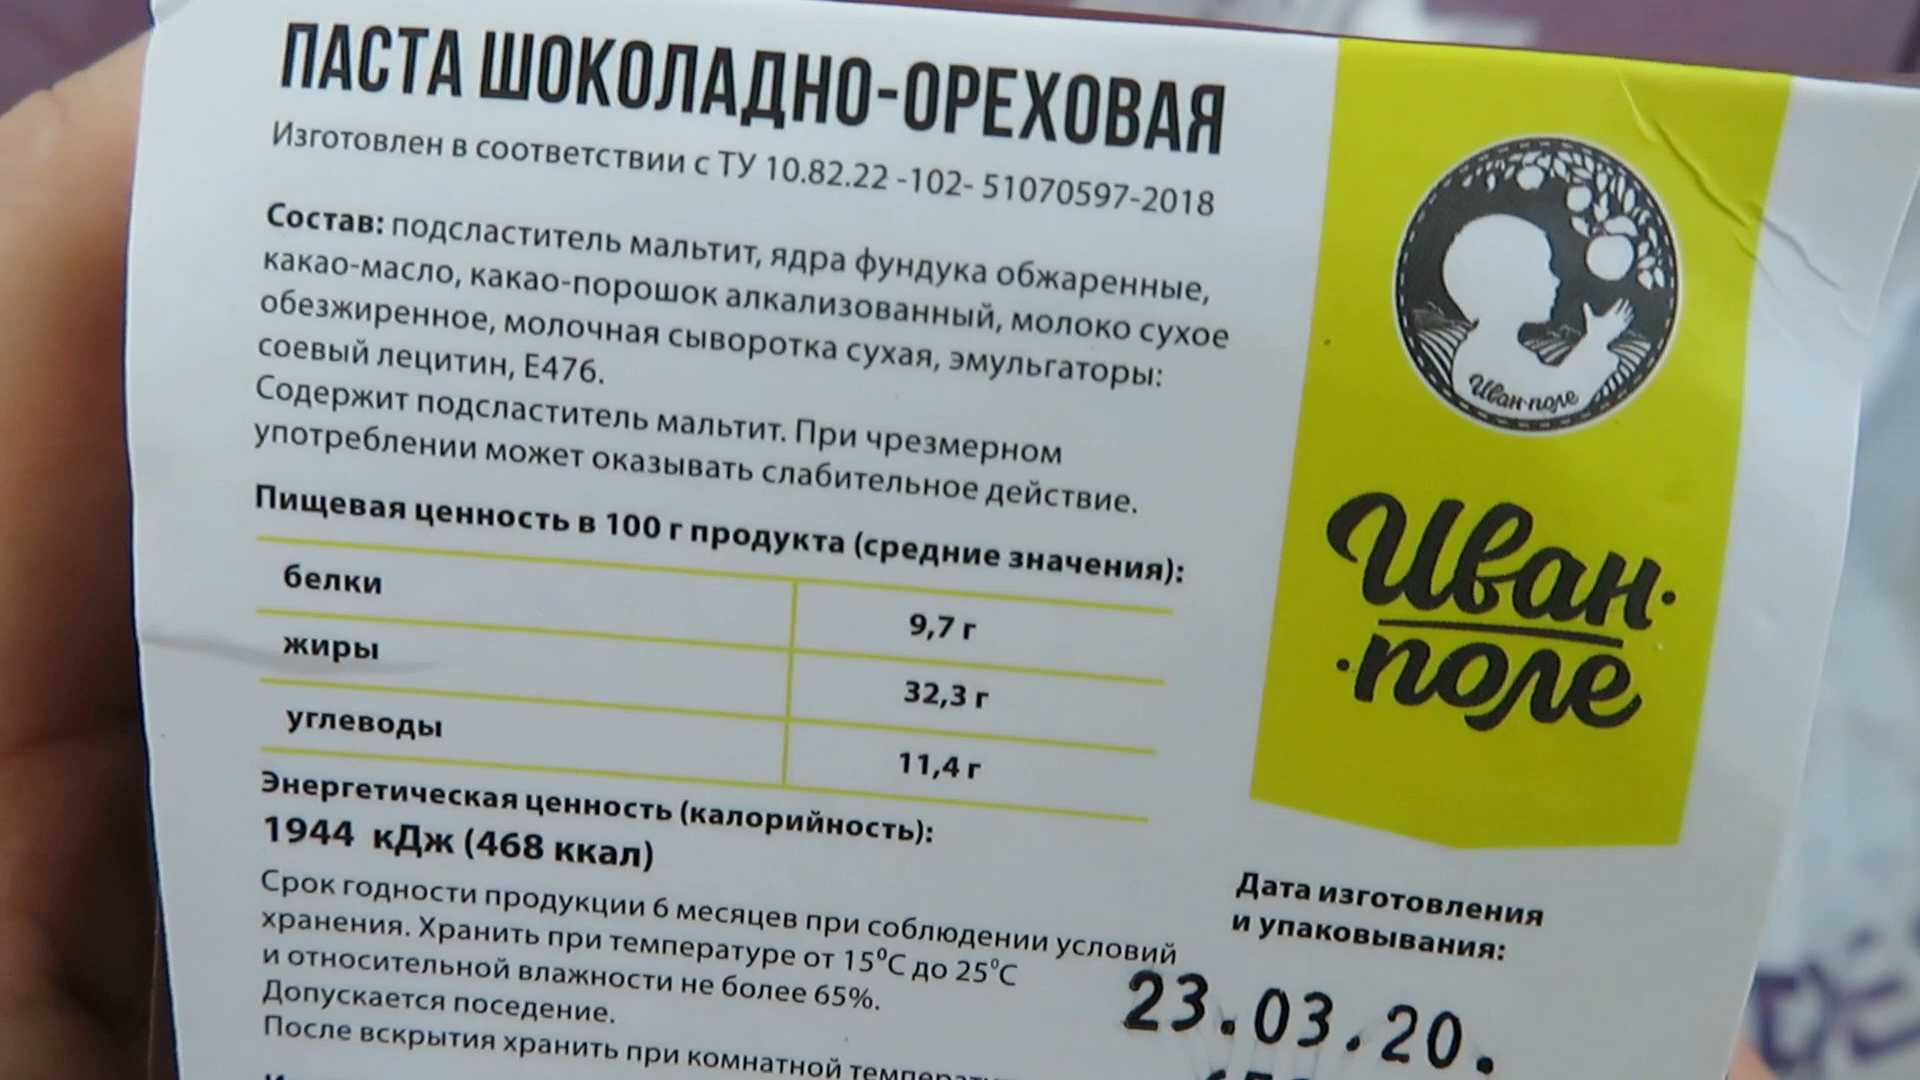 ПАСТА ШОКОЛАДНО-ОРЕХОВАЯ
Изготовлен в соответствии с ТУ 10.82.22 -102- 51070597-2018
Состав: подсластитель мальтит, ядра фундука обжаренные,
какао-масло, какао-порошок алкализованный, молоко сухое
обезжиренное, молочная сыворотка сухая, эмульгаторы:
соевый лецитин, Е476.
Содержит подсластитель мальтит. При чрезмерном
употреблении может оказывать слабительное действие.
Пищевая ценность в 100 г продукта (средние значения):
белки 9,7 г
жиры 32,3 г
углеводы 11,4 г
Энергетическая ценность (калорийность):
1944 кДж (468 ккал)
Срок годности продукции 6 месяцев при соблюдении условий
хранения. Хранить при температуре от 15⁰С до 25⁰С
и относительной влажности не более 65%.
Допускается поседение.
После вскрытия хранить при комнатной
Иван-поле
Иван
поле
Дата изготовления
и упаковывания:
23.03.20.